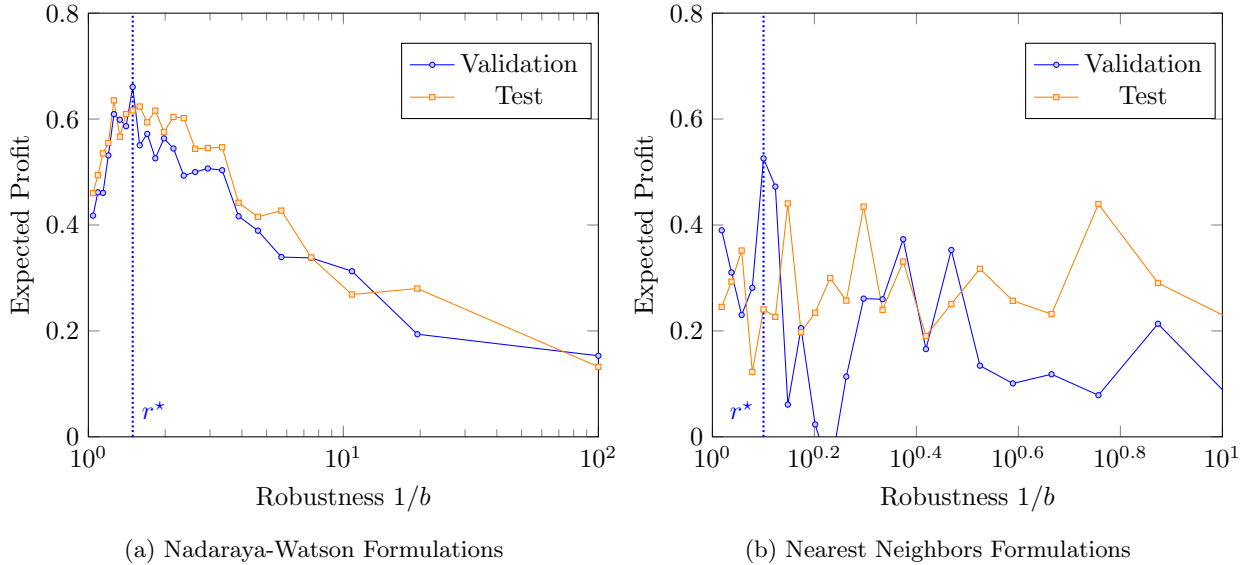 0.8
0.6
0.4
0.2
0
Expected Profit
Validation
Test
r⋆
10^0
10^1
10^2
Robustness 1/b
(a) Nadaraya-Watson Formulations
0.8
0.6
0.4
0.2
0
Expected Profit
Validation
Test
r⋆
10^0
10^0.2
10^0.4
10^0.6
10^0.8
10^1
Robustness 1/b
(b) Nearest Neighbors Formulations